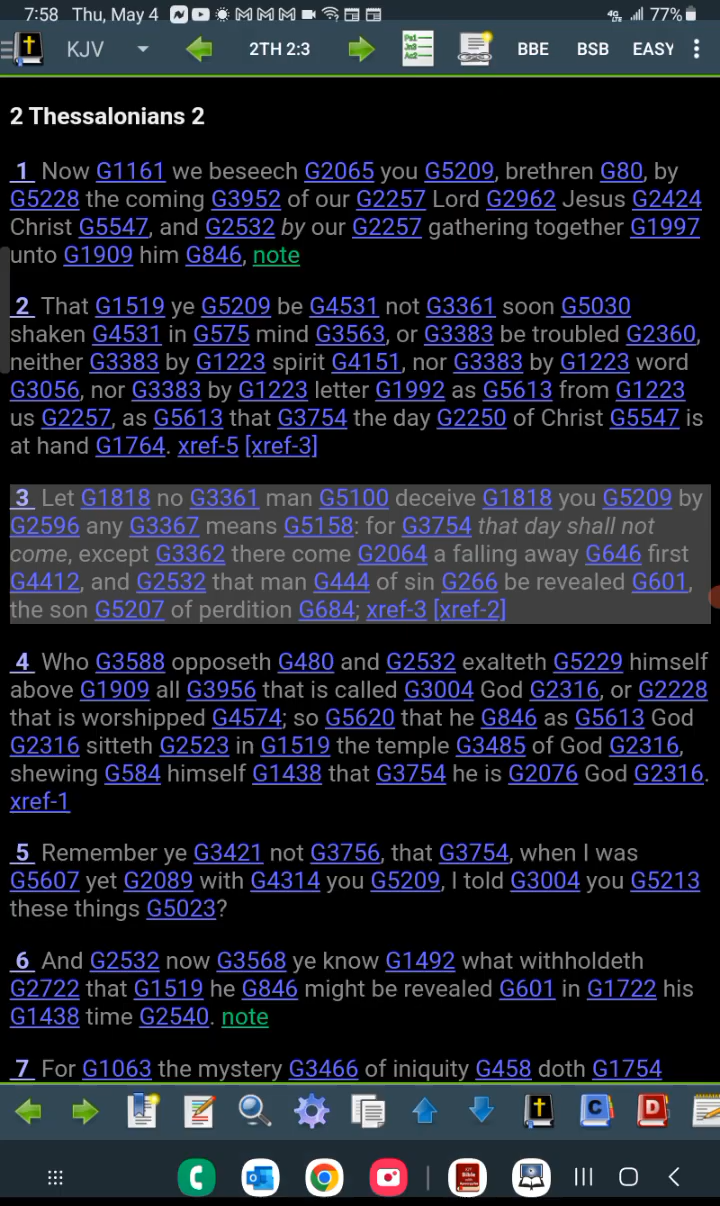 7:58 Thu, May 4 77%
KJV 2TH 2:3 BBE BSB EASY
2 Thessalonians 2
1 Now G1161 we beseech G2065 you G5209, brethren G80, by
G5228 the coming G3952 of our G2257 Lord G2962 Jesus G2424
Christ G5547, and G2532 by our G2257 gathering together G1997
unto G1909 him G846, note
2 That G1519 ye G5209 be G4531 not G3361 soon G5030
shaken G4531 in G575 mind G3563, or G3383 be troubled G2360,
neither G3383 by G1223 spirit G4151, nor G3383 by G1223 word
G3056, nor G3383 by G1223 letter G1992 as G5613 from G1223
us G2257, as G5613 that G3754 the day G2250 of Christ G5547 is
at hand G1764. xref-5 [xref-3]
3 Let G1818 no G3361 man G5100 deceive G1818 you G5209 by
G2596 any G3367 means G5158: for G3754 that day shall not
come, except G3362 there come G2064 a falling away G646 first
G4412, and G2532 that man G444 of sin G266 be revealed G601,
the son G5207 of perdition G684; xref-3 [xref-2]
4 Who G3588 opposeth G480 and G2532 exalteth G5229 himself
above G1909 all G3956 that is called G3004 God G2316, or G2228
that is worshipped G4574; so G5620 that he G846 as G5613 God
G2316 sitteth G2523 in G1519 the temple G3485 of God G2316,
shewing G584 himself G1438 that G3754 he is G2076 God G2316.
xref-1
5 Remember ye G3421 not G3756, that G3754, when I was
G5607 yet G2089 with G4314 you G5209, I told G3004 you G5213
these things G5023?
6 And G2532 now G3568 ye know G1492 what withholdeth
G2722 that G1519 he G846 might be revealed G601 in G1722 his
G1438 time G2540. note
7 For G1063 the mystery G3466 of iniquity G458 doth G1754